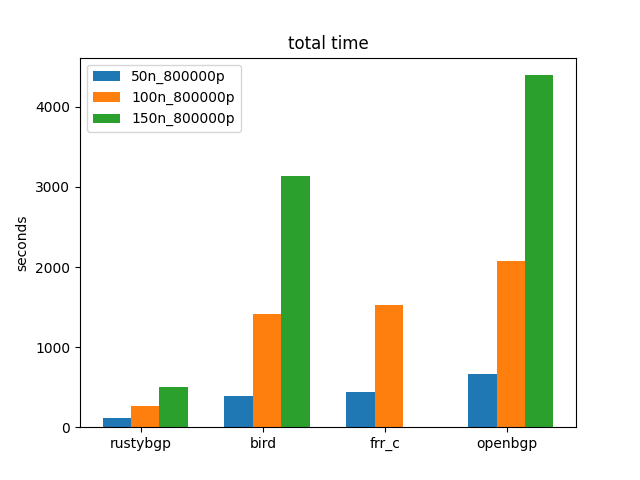 total time
50n_800000p
100n_800000p
150n_800000p
seconds
4000
3000
2000
1000
0
rustybgp bird frr_c openbgp